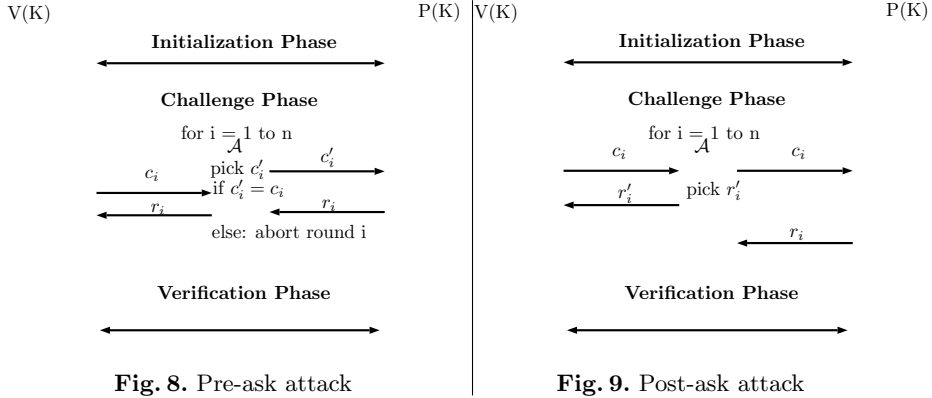 V(K) P(K)
Initialization Phase
Challenge Phase
for i = 1 to n
𝒜
pick c′ᵢ c′ᵢ
cᵢ if c′ᵢ = cᵢ
rᵢ rᵢ
else: abort round i
Verification Phase
Fig. 8. Pre-ask attack
V(K) P(K)
Initialization Phase
Challenge Phase
for i = 1 to n
𝒜
cᵢ cᵢ
r′ᵢ pick r′ᵢ
rᵢ
Verification Phase
Fig. 9. Post-ask attack